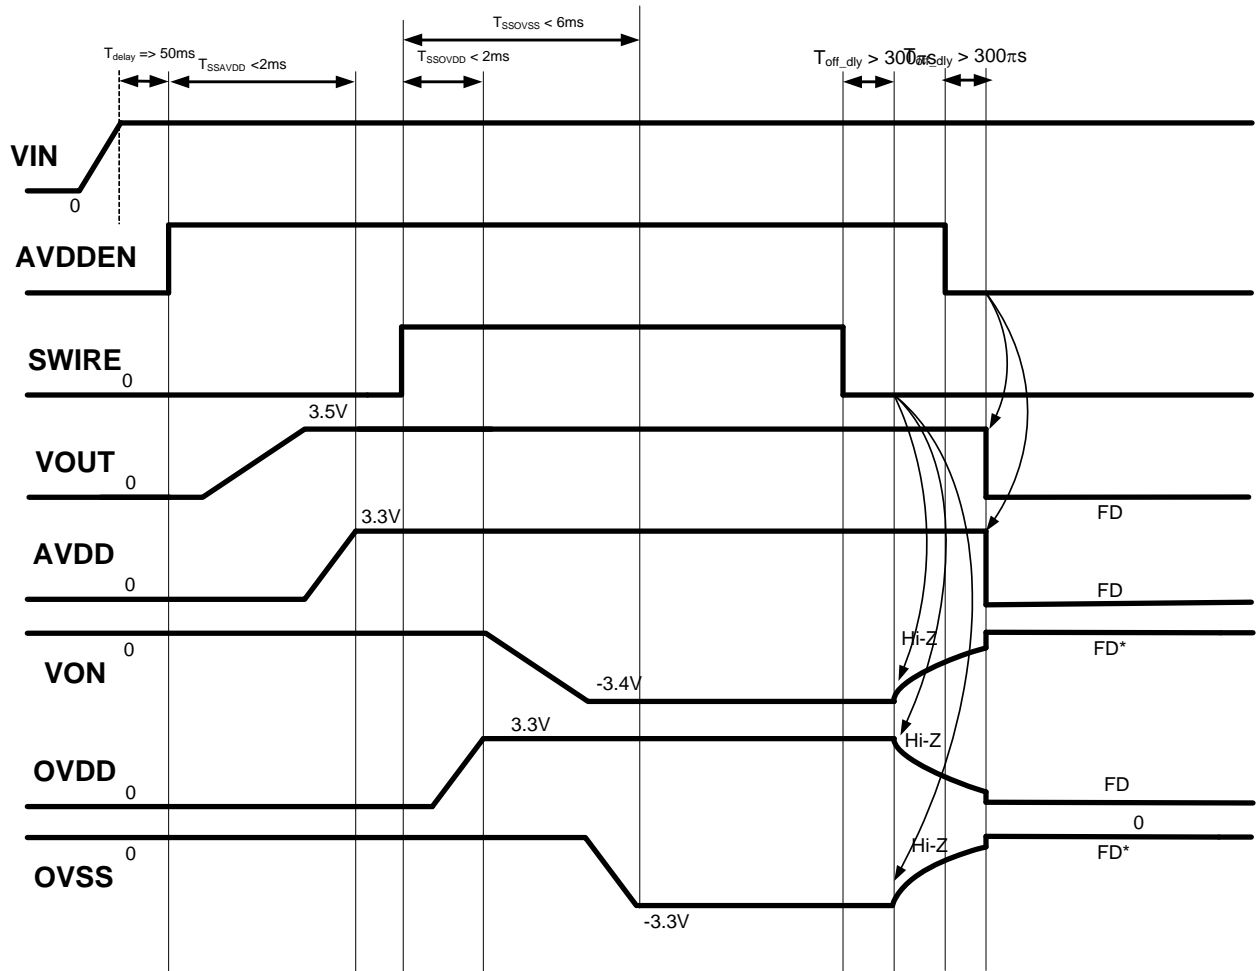 T_SSOVSS < 6ms
T_delay => 50ms
T_SSAVDD <2ms
T_SSOVDD < 2ms
T_off_dly > 300πs
T_off_dly > 300πs
VIN
0
AVDDEN
SWIRE
0
3.5V
VOUT
0
FD
3.3V
AVDD
0
FD
0
VON
Hi-Z
FD*
-3.4V
3.3V
Hi-Z
OVDD
0
FD
0
0
Hi-Z
FD*
OVSS
-3.3V